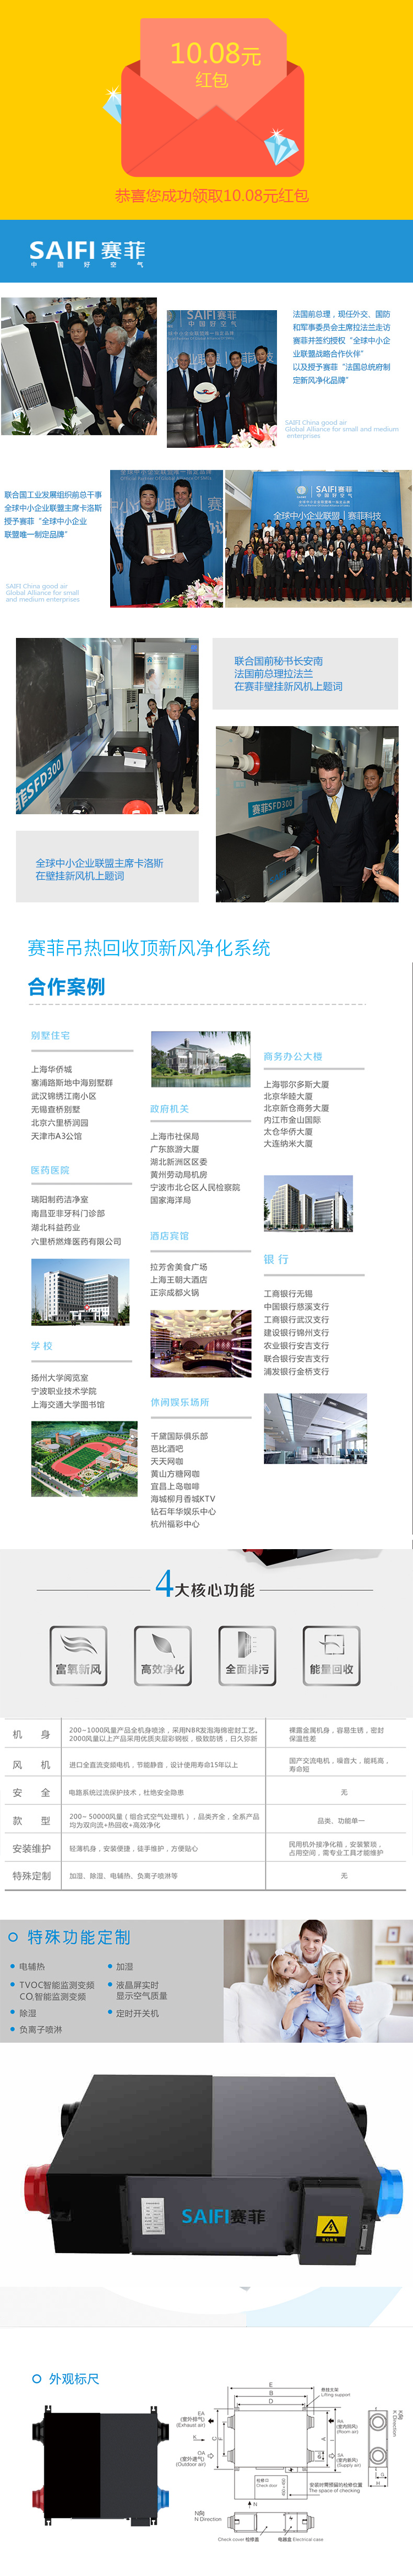 10.08元
红包
恭喜您成功领取10.08元红包
SAIFI 赛菲
中国好空气
法国前总理，现任外交、国防
和军事委员会主席拉法兰走访
赛菲并签约授权“全球中小企
业联盟战略合作伙伴”
以及授予赛菲“法国总统府制
定新风净化品牌”
SAIFI China good air
Global Alliance for small and medium
enterprises
联合国工业发展组织前总干事
全球中小企业联盟主席卡洛斯
授予赛菲“全球中小企业
联盟唯一制定品牌”
SAIFI China good air
Global Alliance for small
and medium enterprises
SAIFI赛菲
中国好空气
全球中小企业联盟 | 赛菲科技
联合国前秘书长安南
法国前总理拉法兰
在赛菲壁挂新风机上题词
赛菲SFD300
全球中小企业联盟主席卡洛斯
在壁挂新风机上题词
赛菲吊热回收顶新风净化系统
合作案例
别墅住宅
上海华侨城
塞浦路斯地中海别墅群
武汉锦绣江南小区
无锡查桥别墅
北京六里桥润园
天津市A3公馆
医药医院
瑞阳制药洁净室
南昌亚非牙科门诊部
湖北科益药业
六里桥燃烽医药有限公司
学校
扬州大学阅览室
宁波职业技术学院
上海交通大学图书馆
政府机关
上海市社保局
广东旅游大厦
湖北新洲区区委
黄州劳动局机房
宁波市北仑区人民检察院
国家海洋局
酒店宾馆
拉芳舍美食广场
上海王朝大酒店
正宗成都火锅
休闲娱乐场所
千黛国际俱乐部
芭比酒吧
天天网咖
黄山方糖网咖
宜昌上岛咖啡
海城柳月香城KTV
钻石年华娱乐中心
杭州福彩中心
商务办公大楼
上海鄂尔多斯大厦
北京华睦大厦
北京新仓商务大厦
内江市金山国际
太仓华侨大厦
大连纳米大厦
银行
工商银行无锡
中国银行慈溪支行
工商银行武汉支行
建设银行锦州支行
农业银行安吉支行
联合银行安吉支行
浦发银行金桥支行
4大核心功能
富氧新风
高效净化
全面排污
能量回收
机身
200~1000风量产品全机身喷涂，采用NBR发泡海绵密封工艺。
2000风量以上产品采用优质夹层彩钢板，极致防锈，日久弥新
裸露金属机身，容易生锈，密封
保温性差
风机
进口全直流变频电机，节能静音，设计使用寿命15年以上
国产交流电机，噪音大，能耗高，
寿命短
安全
电路系统过流保护技术，杜绝安全隐患
无
款型
200~50000风量（组合式空气处理机），品类齐全，全系产品
均为双向流+热回收+高效净化
品类、功能单一
安装维护
轻薄机身，安装便捷，徒手维护，方便贴心
民用机外接净化箱，安装繁琐，
占用空间，需专业工具才能维护
特殊定制
加湿、除湿、电辅热、负离子喷淋等
无
特殊功能定制
电辅热
加湿
TVOC智能监测变频
CO₂智能监测变频
液晶屏实时
显示空气质量
除湿
定时开关机
负离子喷淋
SAIFI赛菲
外观标尺
E
B
D
悬挂支架
Lifting support
EA
(室外排气)
(Exhaust air)
OA
(室外进气)
(Outdoor air)
K
C
F
A
RA
(室内回风)
(Room air)
SA
(室内新风)
(Supply air)
检修口
Check door
安装时需预留的检修位置
The space of checking
N
N向
N Direction
K向
K Direction
G
H
Check cover 检修盖
电器盒 Electrical case